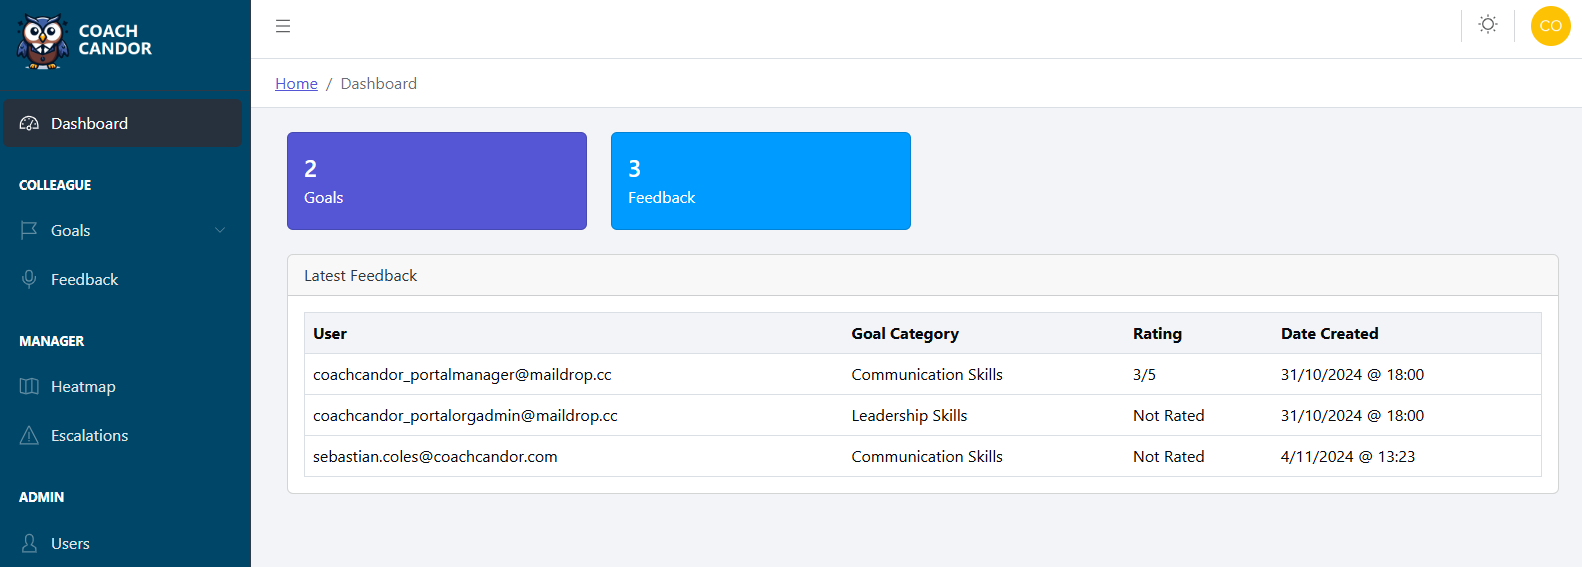 COACH
CANDOR
CO
Home / Dashboard
Dashboard
COLLEAGUE
Goals
Feedback
MANAGER
Heatmap
Escalations
ADMIN
Users
2
Goals
3
Feedback
Latest Feedback
User Goal Category Rating Date Created
coachcandor_portalmanager@maildrop.cc Communication Skills 3/5 31/10/2024 @ 18:00
coachcandor_portalorgadmin@maildrop.cc Leadership Skills Not Rated 31/10/2024 @ 18:00
sebastian.coles@coachcandor.com Communication Skills Not Rated 4/11/2024 @ 13:23